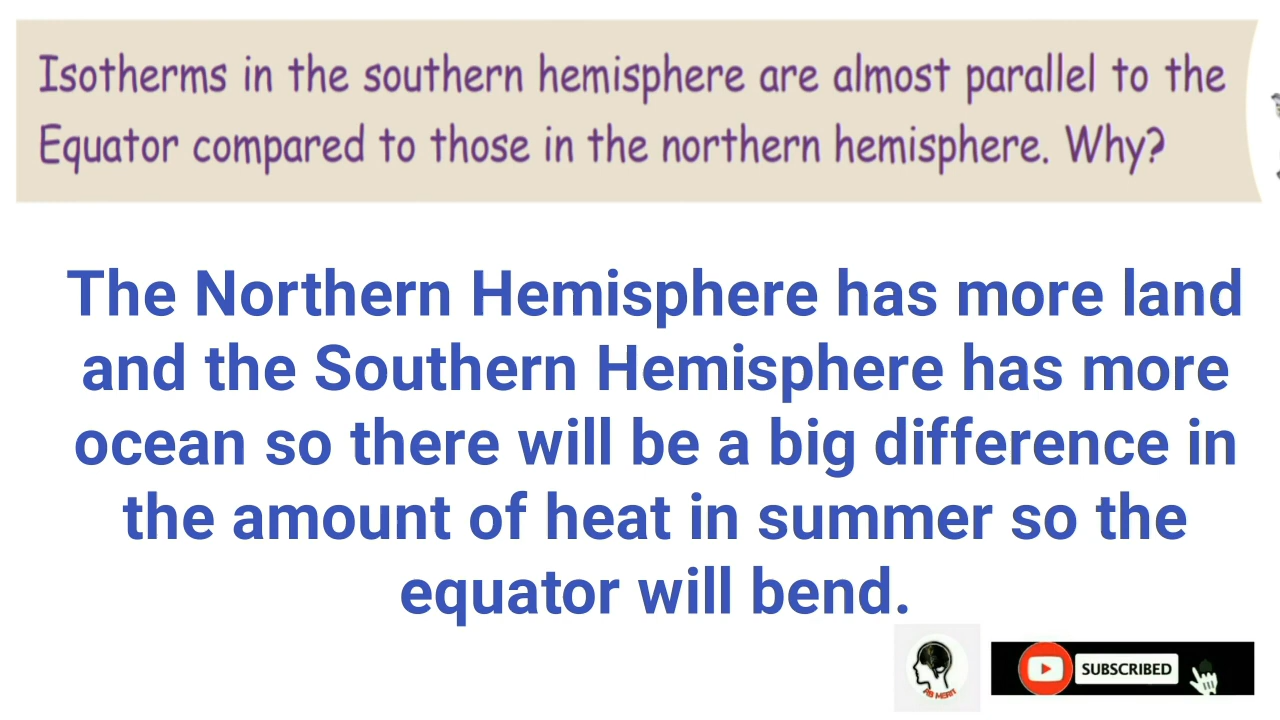 Isotherms in the southern hemisphere are almost parallel to the
Equator compared to those in the northern hemisphere. Why?
The Northern Hemisphere has more land
and the Southern Hemisphere has more
ocean so there will be a big difference in
the amount of heat in summer so the
equator will bend.
RB MERIT
SUBSCRIBED